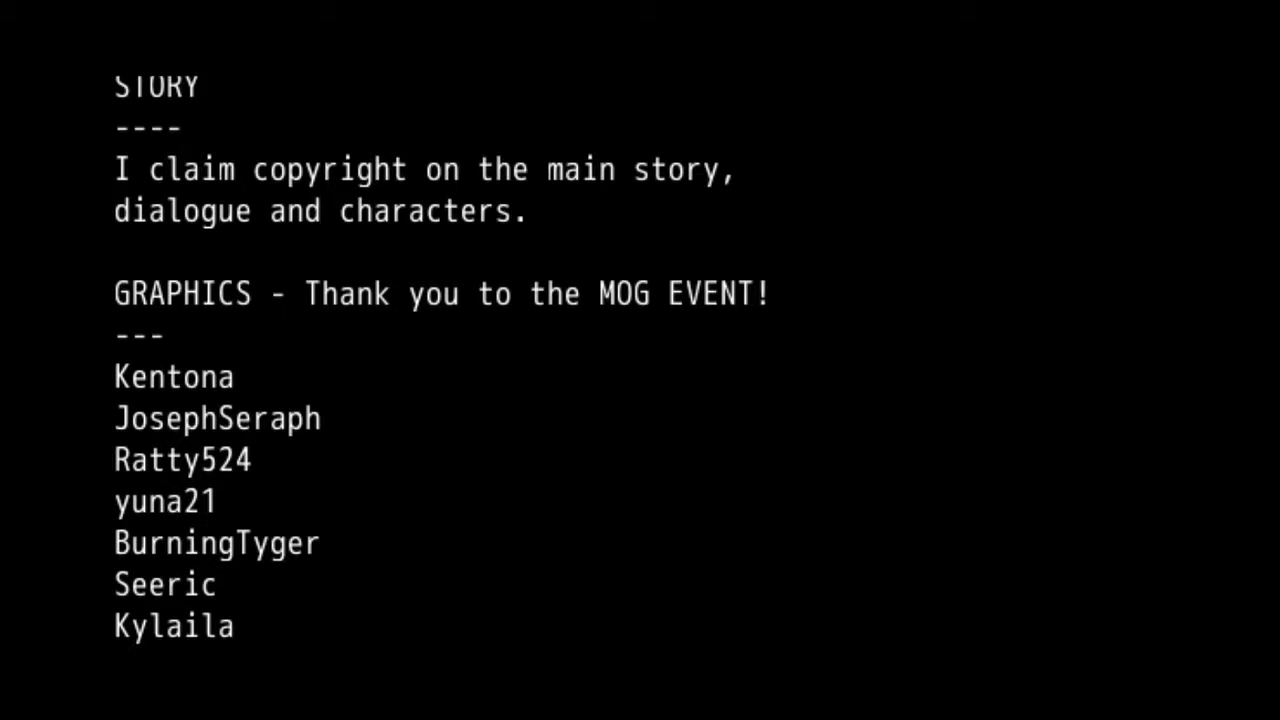 STORY
----
I claim copyright on the main story,
dialogue and characters.
GRAPHICS - Thank you to the MOG EVENT!
---
Kentona
JosephSeraph
Ratty524
yuna21
BurningTyger
Seeric
Kylaila